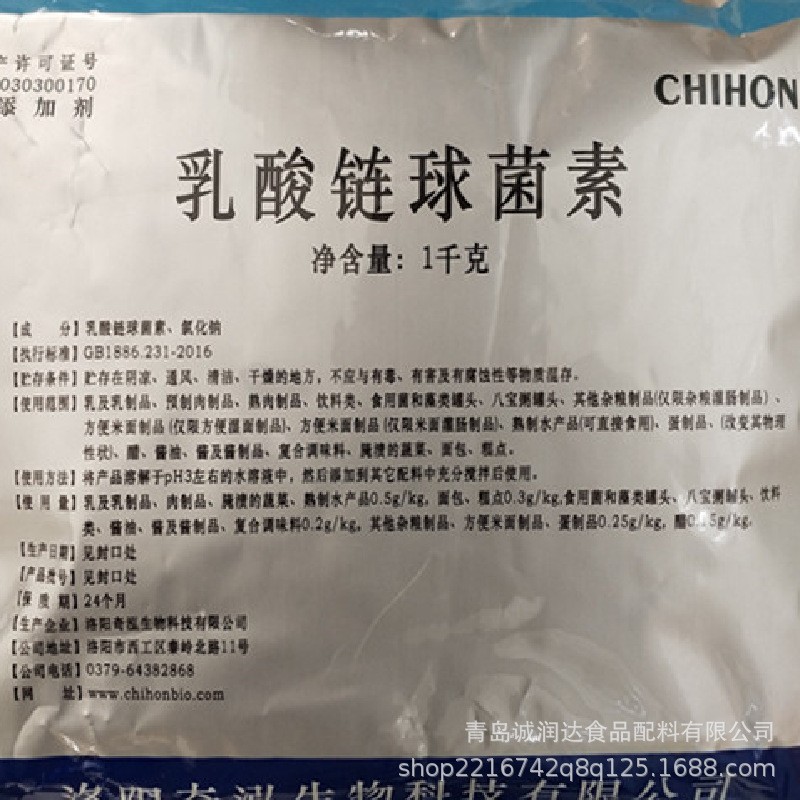 产许可证号
030300170
添加剂
CHIHON
乳酸链球菌素
净含量：1千克
【成 分】乳酸链球菌素、氯化钠
【执行标准】GB1886.231-2016
【贮存条件】贮存在阴凉、通风、清洁、干燥的地方，不应与有毒、有害及有腐蚀性等物质混存。
【使用范围】乳及乳制品、预制肉制品、熟肉制品、饮料类、食用菌和藻类罐头、八宝粥罐头、其他杂粮制品（仅限杂粮灌肠制品）、
方便米面制品（仅限方便湿面制品）、方便米面制品（仅限米面灌肠制品）、熟制水产品（可直接食用）、蛋制品、（改变其物理
性状）、醋、酱油、酱及酱制品、复合调味料、腌渍的蔬菜、面包、糕点。
【使用方法】将产品溶解于pH3左右的水溶液中，然后添加到其它配料中充分搅拌后使用。
【使 用 量】乳及乳制品、肉制品、腌渍的蔬菜、熟制水产品0.5g/kg，面包、糕点0.3g/kg,食用菌和藻类罐头、八宝粥罐头、饮料
类、酱油、酱及酱制品、复合调味料0.2g/kg，其他杂粮制品、方便米面制品、蛋制品0.25g/kg，醋0.15g/kg.
【生产日期】见封口处
【产品批号】见封口处
【保 质 期】24个月
【生产企业】洛阳奇泓生物科技有限公司
【公司地址】洛阳市西工区秦岭北路11号
【公司电话】0379-64382868
【网 址】www.chihonbio.com
青岛诚润达食品配料有限公司
shop2216742q8q125.1688.com
洛阳奇泓生物科技有限公司